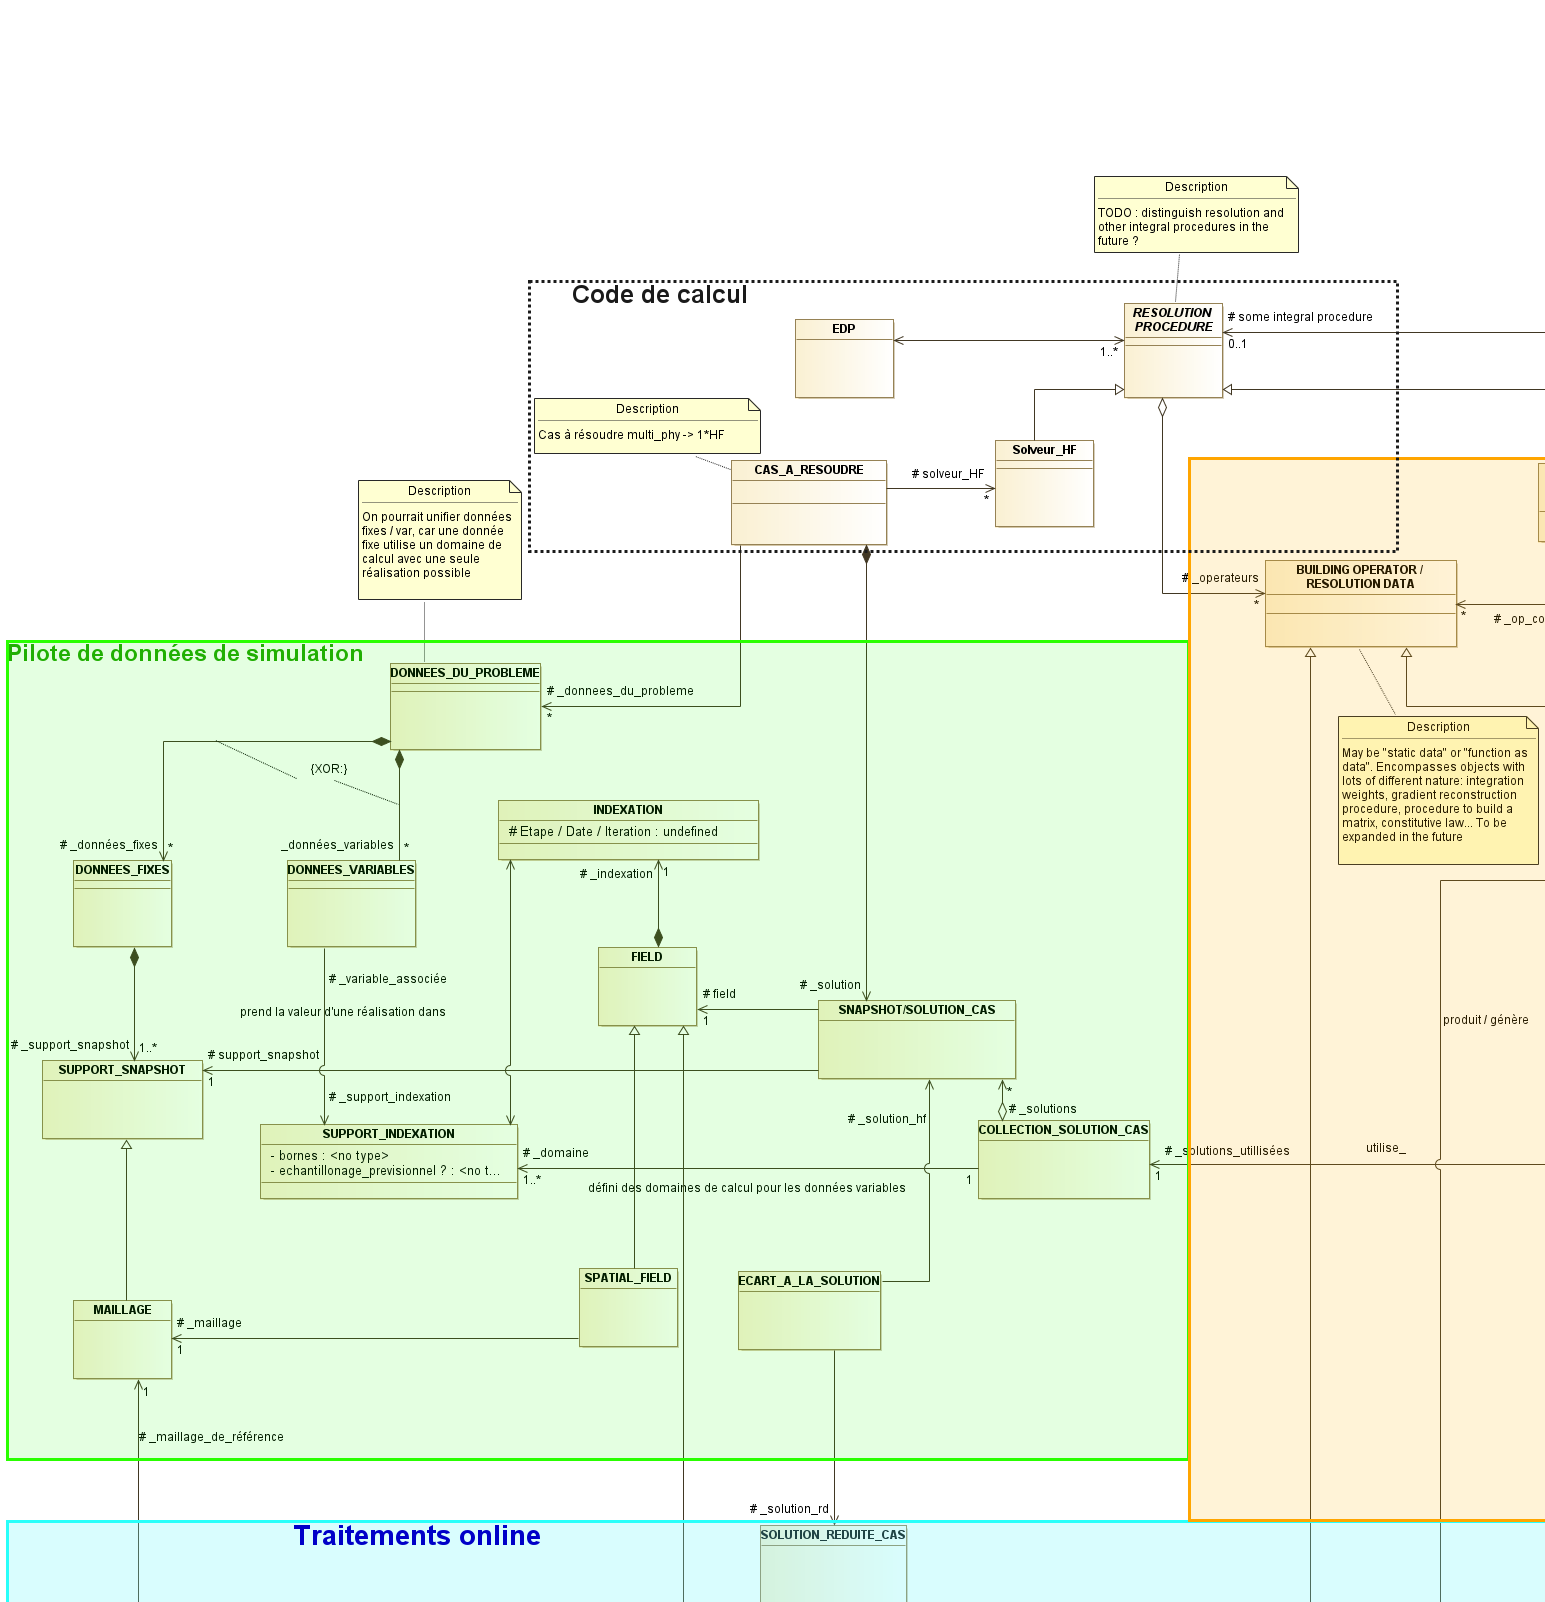 Description
TODO : distinguish resolution and
other integral procedures in the
future ?
Code de calcul
RESOLUTION
PROCEDURE
# some integral procedure
0..1
EDP
1..*
Description
Cas à résoudre multi_phy -> 1*HF
Solveur_HF
CAS_A_RESOUDRE
# solveur_HF
*
Description
On pourrait unifier données
fixes / var, car une donnée
fixe utilise un domaine de
calcul avec une seule
réalisation possible
BUILDING OPERATOR /
RESOLUTION DATA
# _operateurs
*
*
# _op_co
Pilote de données de simulation
DONNEES_DU_PROBLEME
# _donnees_du_probleme
*
Description
May be "static data" or "function as
data". Encompasses objects with
lots of different nature: integration
weights, gradient reconstruction
procedure, procedure to build a
matrix, constitutive law... To be
expanded in the future
{XOR:}
INDEXATION
# Etape / Date / Iteration : undefined
# _données_fixes
*
_données_variables
*
DONNEES_FIXES
DONNEES_VARIABLES
# _indexation
1
FIELD
# _variable_associée
# _solution
# field
1
prend la valeur d'une réalisation dans
SNAPSHOT/SOLUTION_CAS
produit / génère
# _support_snapshot
1..*
# support_snapshot
1
SUPPORT_SNAPSHOT
# _support_indexation
*
# _solutions
# _solution_hf
SUPPORT_INDEXATION
- bornes : <no type>
- echantillonage_previsionnel ? : <no t...
COLLECTION_SOLUTION_CAS
# _domaine
1..*
1
# _solutions_utillisées
1
utilise_
défini des domaines de calcul pour les données variables
SPATIAL_FIELD
ECART_A_LA_SOLUTION
MAILLAGE
# _maillage
1
1
# _maillage_de_référence
# _solution_rd
Traitements online
SOLUTION_REDUITE_CAS